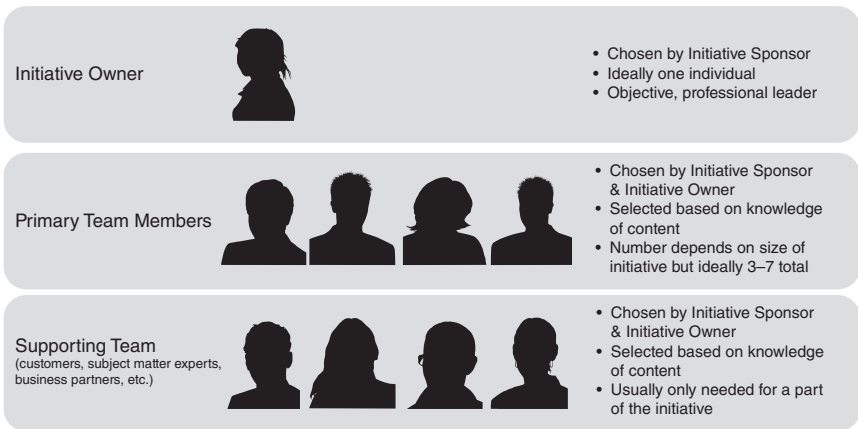 Initiative Owner
• Chosen by Initiative Sponsor
• Ideally one individual
• Objective, professional leader
Primary Team Members
• Chosen by Initiative Sponsor
& Initiative Owner
• Selected based on knowledge
of content
• Number depends on size of
initiative but ideally 3–7 total
Supporting Team
(customers, subject matter experts,
business partners, etc.)
• Chosen by Initiative Sponsor
& Initiative Owner
• Selected based on knowledge
of content
• Usually only needed for a part
of the initiative